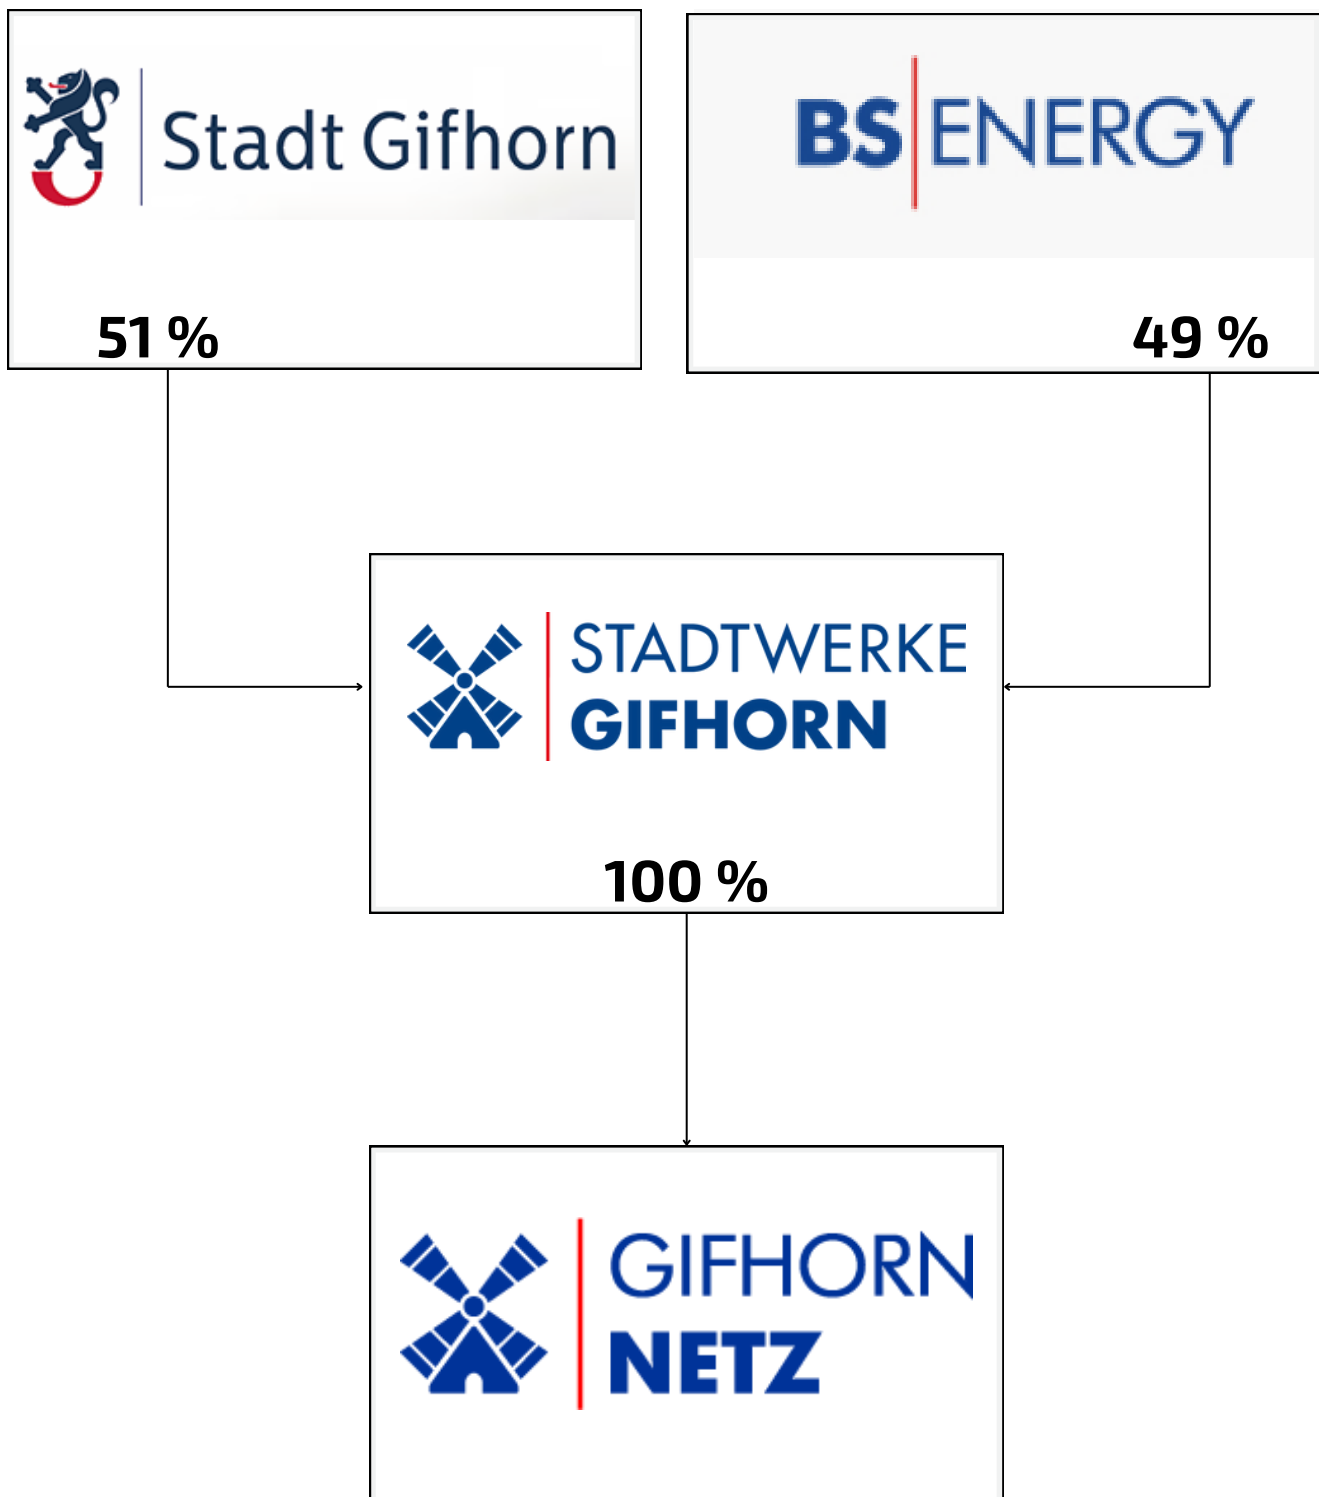 Stadt Gifhorn
BS ENERGY
51 %
49 %
STADTWERKE
GIFHORN
100 %
GIFHORN
NETZ